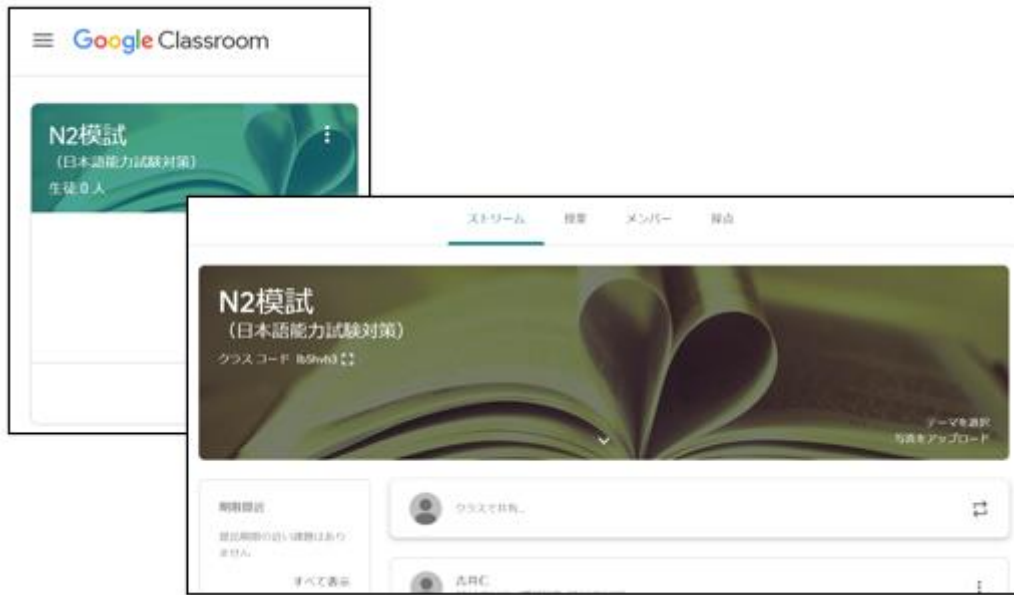 Google Classroom
N2模試
（日本語能力試験対策）
生徒 0 人
ストリーム 授業 メンバー 採点
N2模試
（日本語能力試験対策）
クラス コード
テーマを選択
写真をアップロード
期限間近
クラスで共有...
提出期限の近い課題はあり
ません
すべて表示